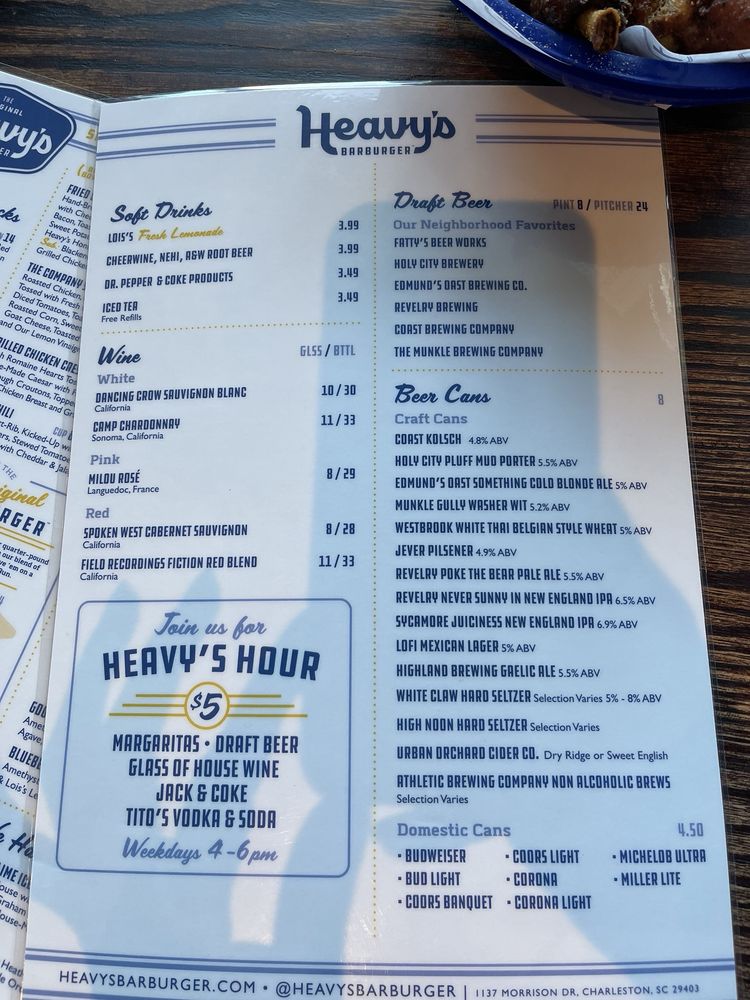 THE
Heavy's
BARBURGER
Soft Drinks
LOIS'S Fresh Lemonade 3.99
CHEERWINE, NEHI, A&W ROOT BEER 3.99
DR. PEPPER & COKE PRODUCTS 3.49
ICED TEA 3.49
Free Refills
Wine GLSS / BTTL
White
DANCING CROW SAUVIGNON BLANC 10 / 30
California
CAMP CHARDONNAY 11 / 33
Sonoma, California
Pink
MILOU ROSÉ 8 / 29
Languedoc, France
Red
SPOKEN WEST CABERNET SAUVIGNON 8 / 28
California
FIELD RECORDINGS FICTION RED BLEND 11 / 33
California
Join us for
HEAVY'S HOUR
$5
MARGARITAS • DRAFT BEER
GLASS OF HOUSE WINE
JACK & COKE
TITO'S VODKA & SODA
Weekdays 4-6pm
Draft Beer PINT 8 / PITCHER 24
Our Neighborhood Favorites
FATTY'S BEER WORKS
HOLY CITY BREWERY
EDMUND'S OAST BREWING CO.
REVELRY BREWING
COAST BREWING COMPANY
THE MUNKLE BREWING COMPANY
Beer Cans 8
Craft Cans
COAST KOLSCH 4.8% ABV
HOLY CITY PLUFF MUD PORTER 5.5% ABV
EDMUND'S OAST SOMETHING COLD BLONDE ALE 5% ABV
MUNKLE GULLY WASHER WIT 5.2% ABV
WESTBROOK WHITE THAI BELGIAN STYLE WHEAT 5% ABV
JEVER PILSENER 4.9% ABV
REVELRY POKE THE BEAR PALE ALE 5.5% ABV
REVELRY NEVER SUNNY IN NEW ENGLAND IPA 6.5% ABV
SYCAMORE JUICINESS NEW ENGLAND IPA 6.9% ABV
LOFI MEXICAN LAGER 5% ABV
HIGHLAND BREWING GAELIC ALE 5.5% ABV
WHITE CLAW HARD SELTZER Selection Varies 5% - 8% ABV
HIGH NOON HARD SELTZER Selection Varies
URBAN ORCHARD CIDER CO. Dry Ridge or Sweet English
ATHLETIC BREWING COMPANY NON ALCOHOLIC BREWS
Selection Varies
Domestic Cans 4.50
• BUDWEISER • COORS LIGHT • MICHELOB ULTRA
• BUD LIGHT • CORONA • MILLER LITE
• COORS BANQUET • CORONA LIGHT
HEAVYSBARBURGER.COM • @HEAVYSBARBURGER | 1137 MORRISON DR, CHARLESTON, SC 29403